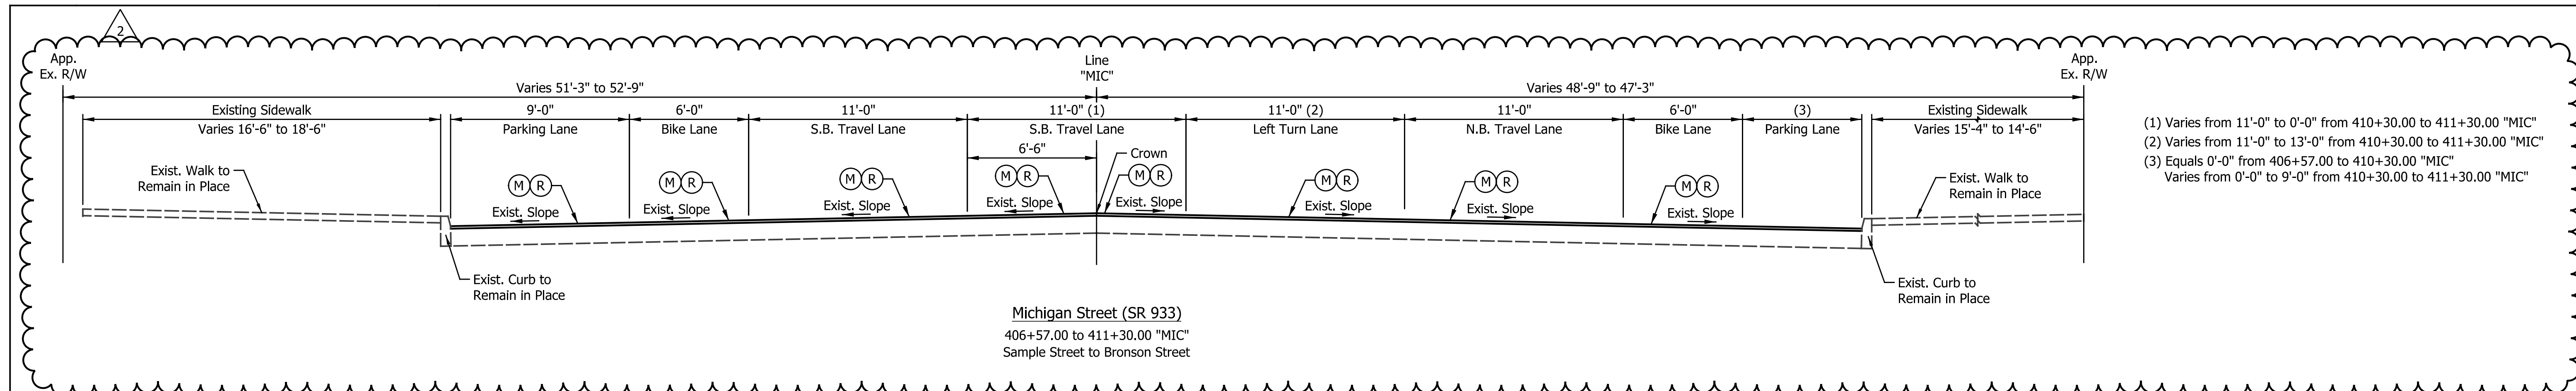 2
App.
Ex. R/W
Line
"MIC"
App.
Ex. R/W
Varies 51'-3" to 52'-9"
Varies 48'-9" to 47'-3"
Existing Sidewalk
9'-0"
6'-0"
11'-0"
11'-0" (1)
11'-0" (2)
11'-0"
6'-0"
(3)
Existing Sidewalk
Varies 16'-6" to 18'-6"
Parking Lane
Bike Lane
S.B. Travel Lane
S.B. Travel Lane
Left Turn Lane
N.B. Travel Lane
Bike Lane
Parking Lane
Varies 15'-4" to 14'-6"
(1) Varies from 11'-0" to 0'-0" from 410+30.00 to 411+30.00 "MIC"
(2) Varies from 11'-0" to 13'-0" from 410+30.00 to 411+30.00 "MIC"
(3) Equals 0'-0" from 406+57.00 to 410+30.00 "MIC"
Varies from 0'-0" to 9'-0" from 410+30.00 to 411+30.00 "MIC"
6'-6"
Crown
Exist. Walk to
Remain in Place
M R
M R
M R
M R
M R
M R
M R
M R
Exist. Walk to
Remain in Place
Exist. Slope
Exist. Slope
Exist. Slope
Exist. Slope
Exist. Slope
Exist. Slope
Exist. Slope
Exist. Slope
Exist. Curb to
Remain in Place
Exist. Curb to
Remain in Place
Michigan Street (SR 933)
406+57.00 to 411+30.00 "MIC"
Sample Street to Bronson Street